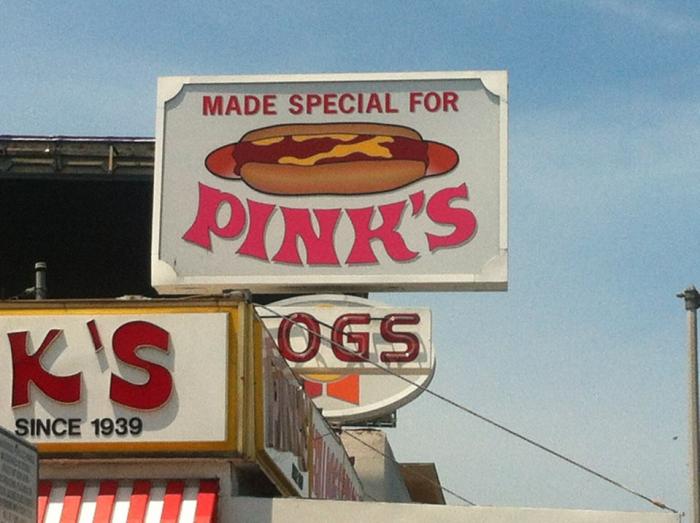 MADE SPECIAL FOR
PINK'S
OGS
K'S
SINCE 1939